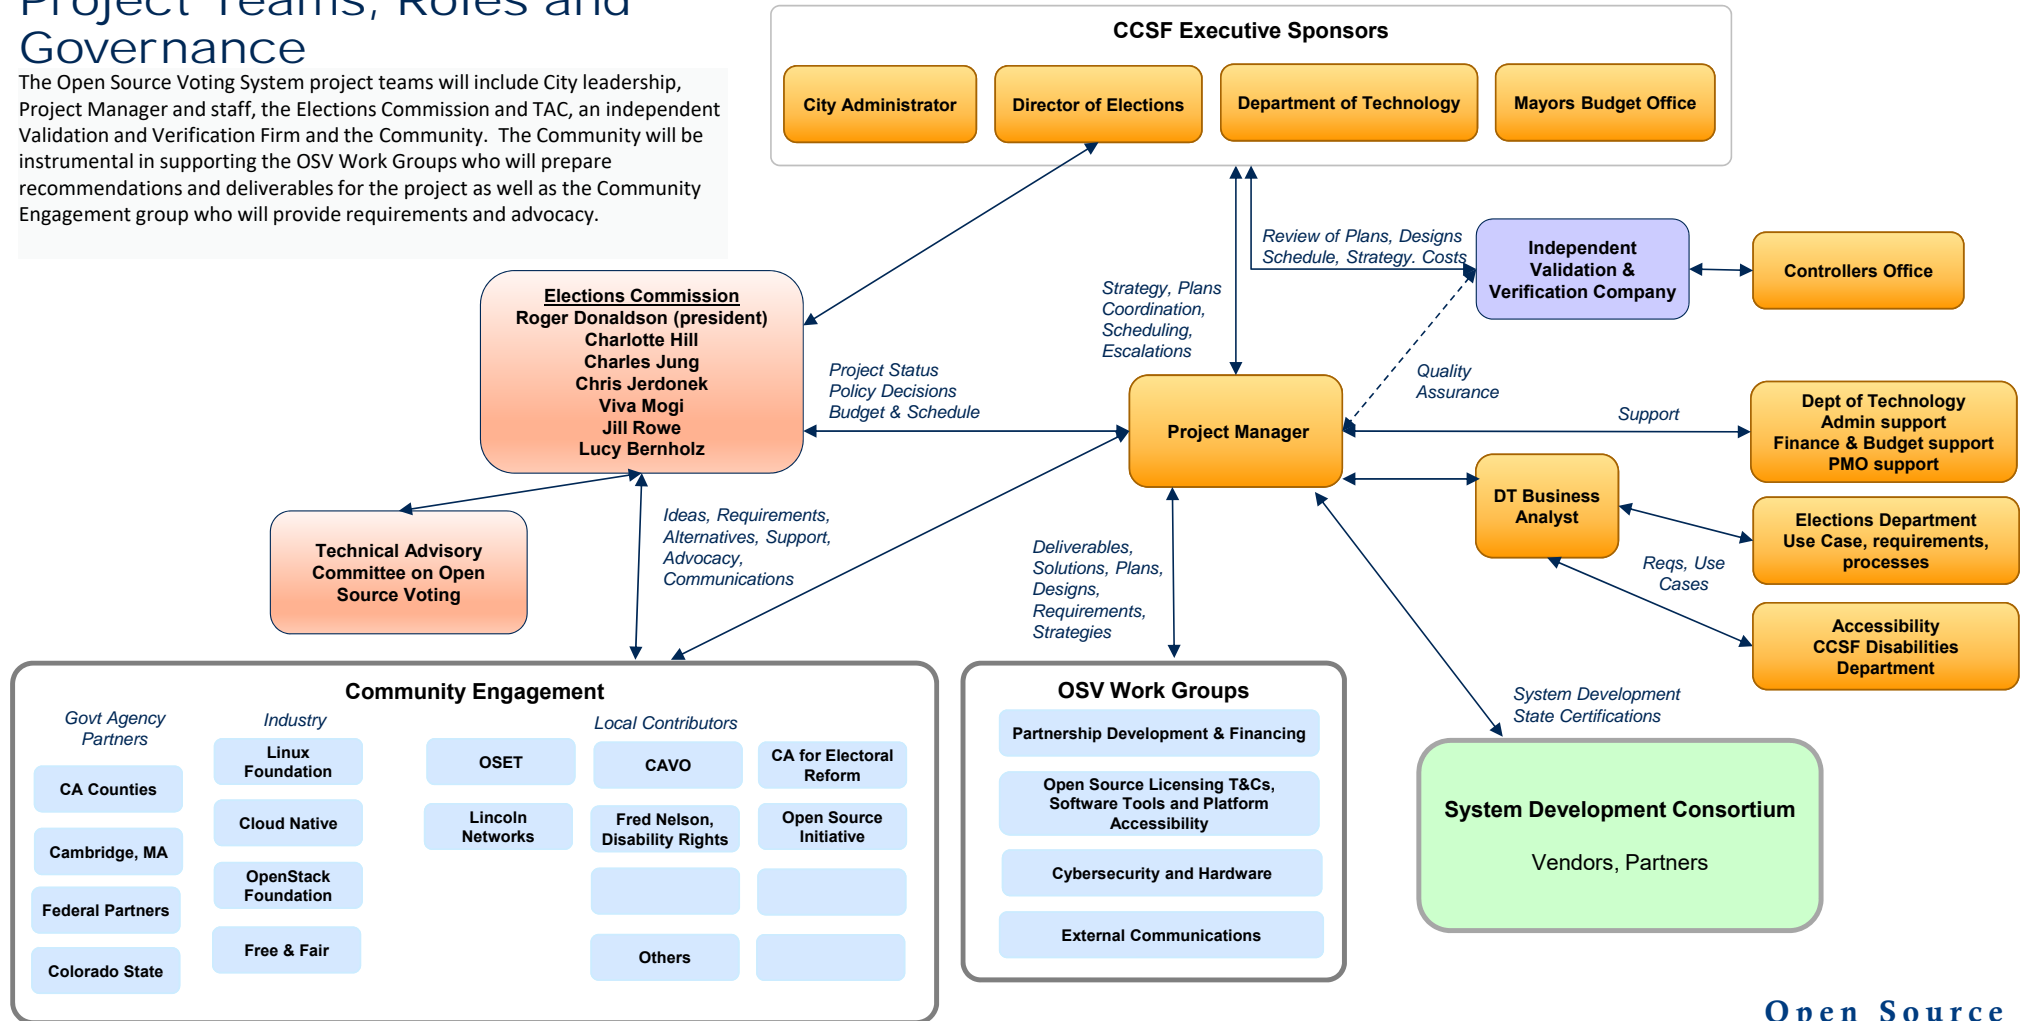 Project Teams, Roles and
Governance
The Open Source Voting System project teams will include City leadership,
Project Manager and staff, the Elections Commission and TAC, an independent
Validation and Verification Firm and the Community.  The Community will be
instrumental in supporting the OSV Work Groups who will prepare
recommendations and deliverables for the project as well as the Community
Engagement group who will provide requirements and advocacy.
CCSF Executive Sponsors
City Administrator
Director of Elections
Department of Technology
Mayors Budget Office
Review of Plans, Designs
Schedule, Strategy. Costs
Independent
Validation &
Verification Company
Controllers Office
Elections Commission
Roger Donaldson (president)
Charlotte Hill
Charles Jung
Chris Jerdonek
Viva Mogi
Jill Rowe
Lucy Bernholz
Strategy, Plans
Coordination,
Scheduling,
Escalations
Project Status
Policy Decisions
Budget & Schedule
Project Manager
Quality
Assurance
Support
Dept of Technology
Admin support
Finance & Budget support
PMO support
DT Business
Analyst
Elections Department
Use Case, requirements,
processes
Reqs, Use
Cases
Accessibility
CCSF Disabilities
Department
Technical Advisory
Committee on Open
Source Voting
Ideas, Requirements,
Alternatives, Support,
Advocacy,
Communications
Deliverables,
Solutions, Plans,
Designs,
Requirements,
Strategies
System Development
State Certifications
Community Engagement
Govt Agency
Partners
CA Counties
Cambridge, MA
Federal Partners
Colorado State
Industry
Linux
Foundation
Cloud Native
OpenStack
Foundation
Free & Fair
Local Contributors
OSET
Lincoln
Networks
CAVO
Fred Nelson,
Disability Rights
Others
CA for Electoral
Reform
Open Source
Initiative
OSV Work Groups
Partnership Development & Financing
Open Source Licensing T&Cs,
Software Tools and Platform
Accessibility
Cybersecurity and Hardware
External Communications
System Development Consortium
Vendors, Partners
Open Source